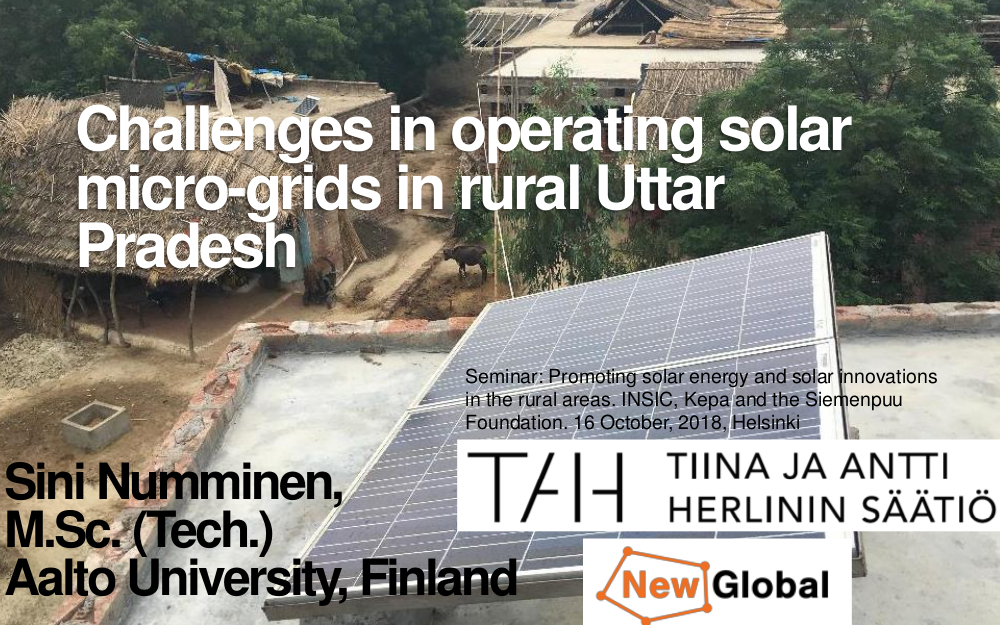 Challenges in operating solar
micro-grids in rural Uttar
Pradesh
Seminar: Promoting solar energy and solar innovations
in the rural areas. INSIC, Kepa and the Siemenpuu
Foundation. 16 October, 2018, Helsinki
Sini Numminen,
M.Sc. (Tech.)
Aalto University, Finland
TAH TIINA JA ANTTI
HERLININ SÄÄTIÖ
New Global